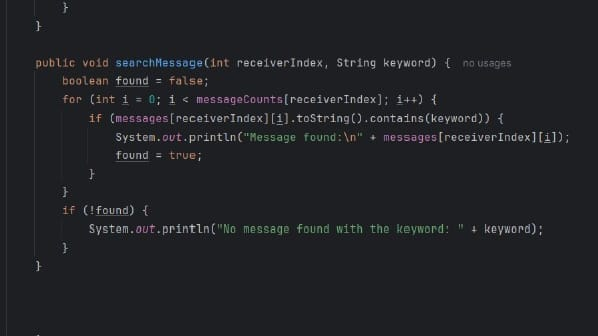 }
}
public void searchMessage(int receiverIndex, String keyword) { no usages
boolean found = false;
for (int i = 0; i < messageCounts[receiverIndex]; i++) {
if (messages[receiverIndex][i].toString().contains(keyword)) {
System.out.println("Message found:\n" + messages[receiverIndex][i]);
found = true;
}
}
if (!found) {
System.out.println("No message found with the keyword: " + keyword);
}
}